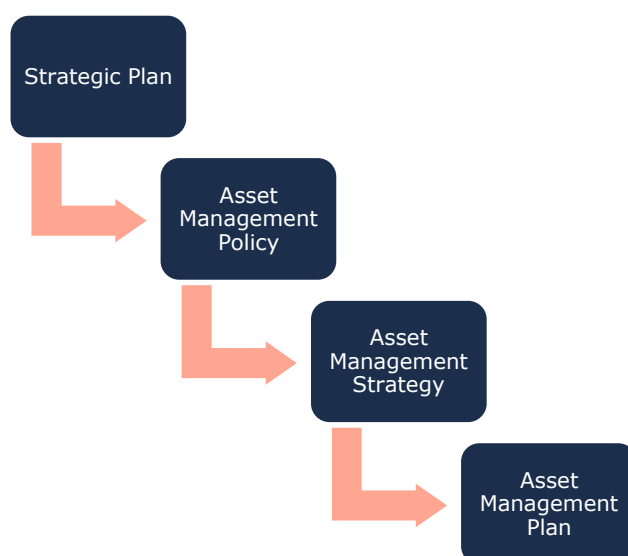 Strategic Plan
Asset
Management
Policy
Asset
Management
Strategy
Asset
Management
Plan